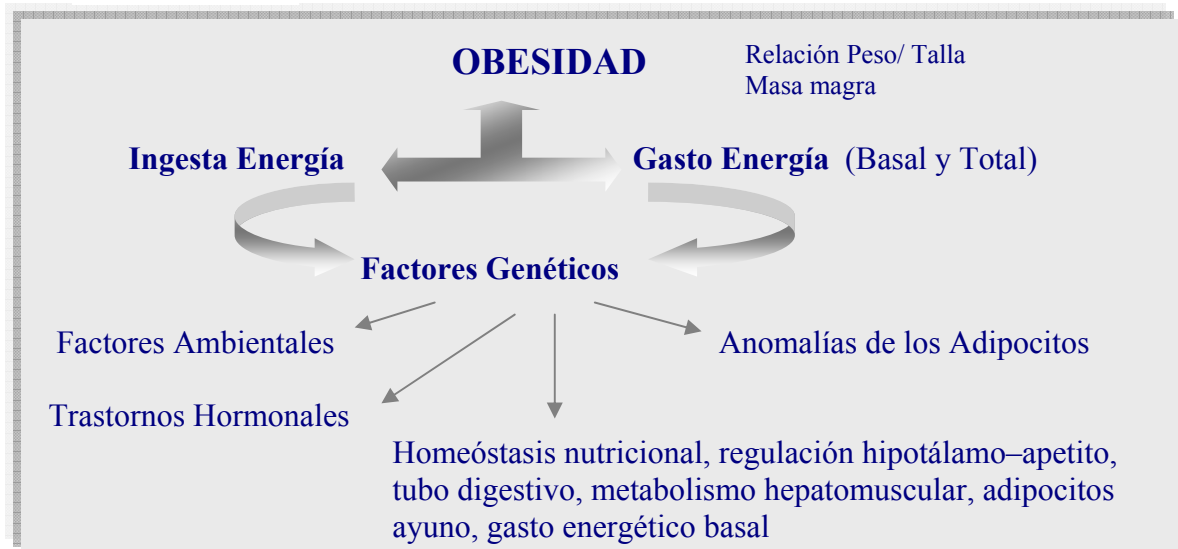 OBESIDAD
Relación Peso/ Talla
Masa magra
Ingesta Energía
Gasto Energía (Basal y Total)
Factores Genéticos
Factores Ambientales
Anomalías de los Adipocitos
Trastornos Hormonales
Homeóstasis nutricional, regulación hipotálamo–apetito,
tubo digestivo, metabolismo hepatomuscular, adipocitos
ayuno, gasto energético basal